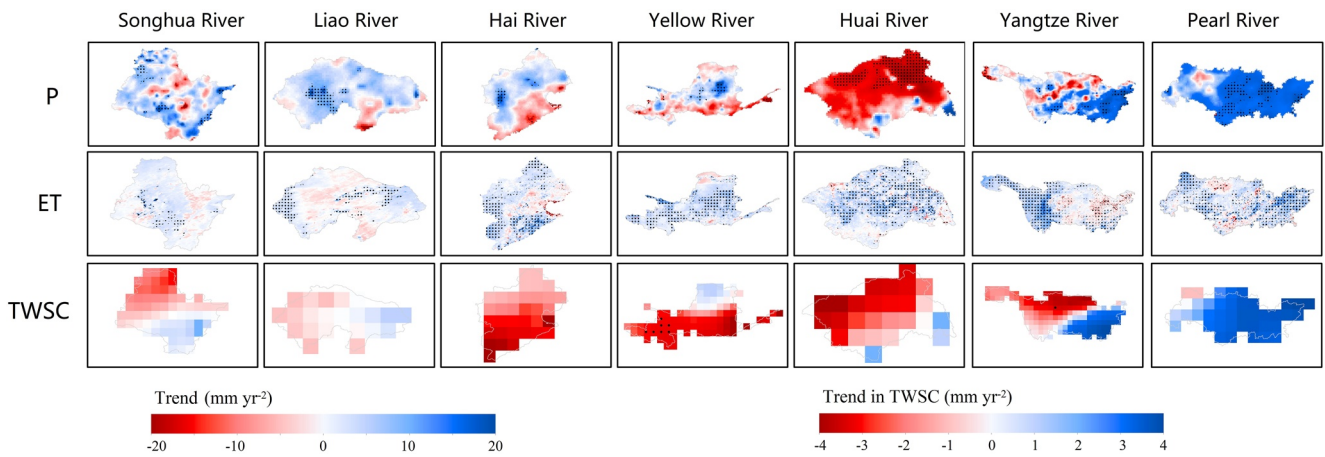 Songhua River Liao River Hai River Yellow River Huai River Yangtze River Pearl River
P
ET
TWSC
Trend (mm yr-2) Trend in TWSC (mm yr-2)
-20 -10 0 10 20 -4 -3 -2 -1 0 1 2 3 4